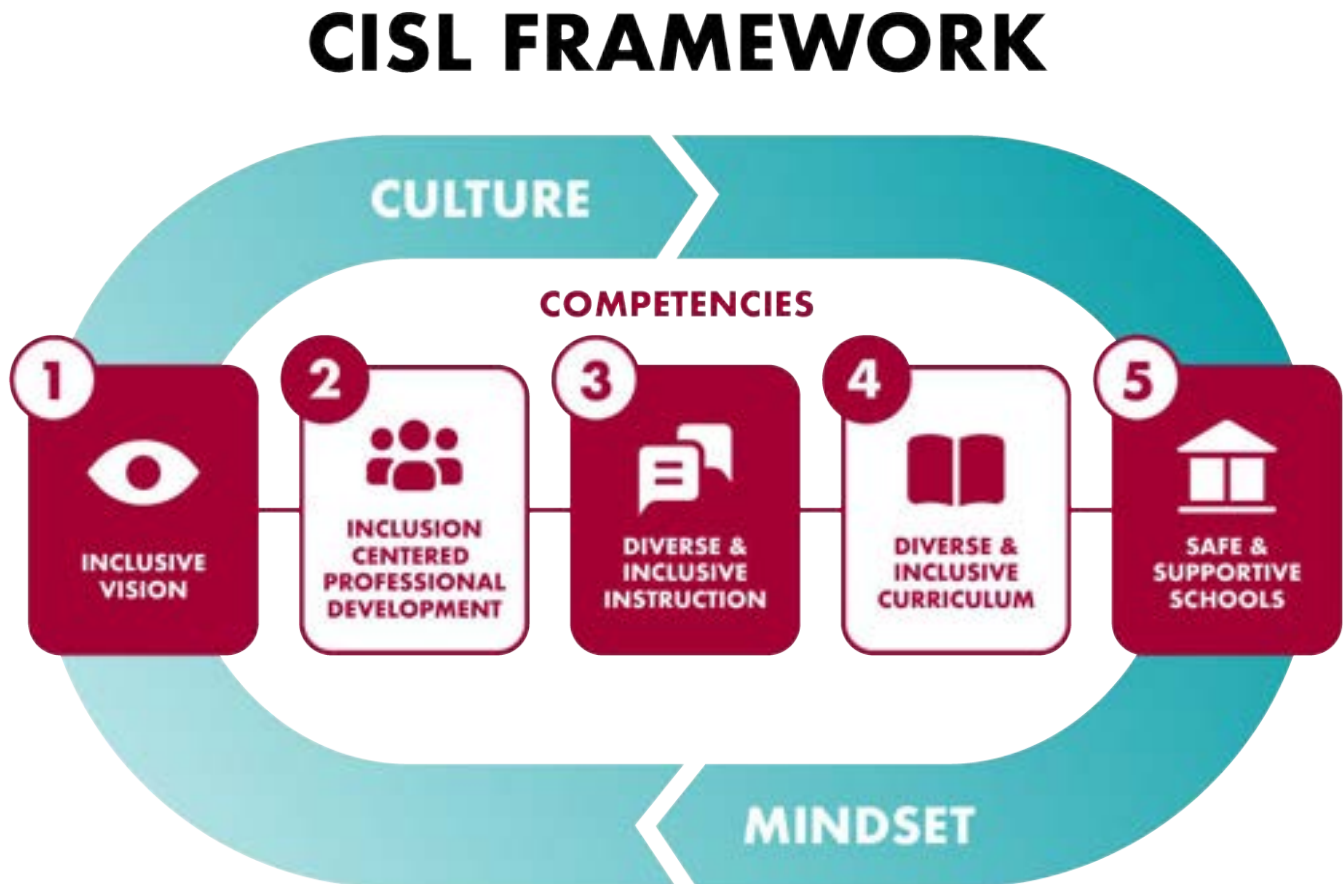 CISL FRAMEWORK
CULTURE
COMPETENCIES
1
INCLUSIVE
VISION
2
INCLUSION
CENTERED
PROFESSIONAL
DEVELOPMENT
3
DIVERSE &
INCLUSIVE
INSTRUCTION
4
DIVERSE &
INCLUSIVE
CURRICULUM
5
SAFE &
SUPPORTIVE
SCHOOLS
MINDSET